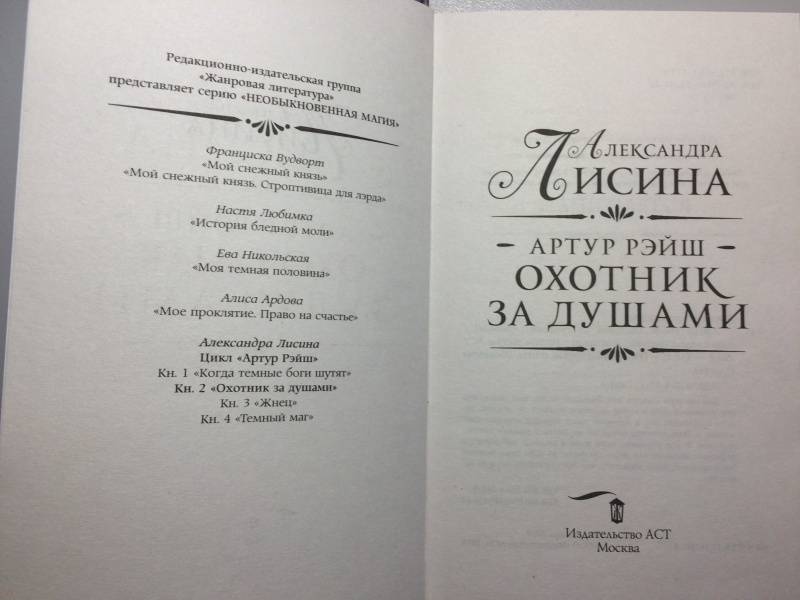 Редакционно-издательская группа
«Жанровая литература»
представляет серию «НЕОБЫКНОВЕННАЯ МАГИЯ»
Франциска Вудворт
«Мой снежный князь»
«Мой снежный князь. Строптивица для лэрда»
Настя Любимка
«История бледной моли»
Ева Никольская
«Моя темная половина»
Алиса Ардова
«Мое проклятие. Право на счастье»
Александра Лисина
Цикл «Артур Рэйш»
Кн. 1 «Когда темные боги шутят»
Кн. 2 «Охотник за душами»
Кн. 3 «Жнец»
Кн. 4 «Темный маг»
АЛЕКСАНДРА
ЛИСИНА
– АРТУР РЭЙШ –
ОХОТНИК
ЗА ДУШАМИ
Издательство АСТ
Москва